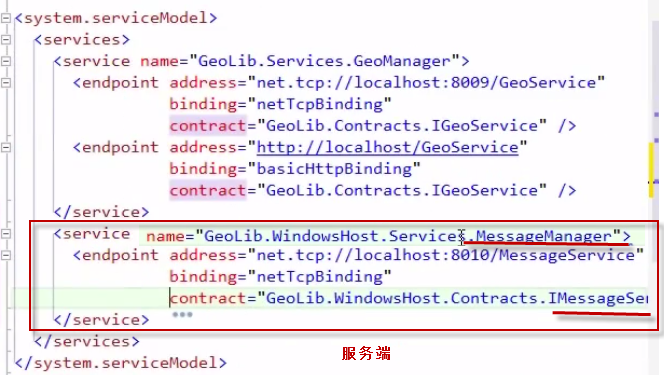 <system.serviceModel>
<services>
<service name="GeoLib.Services.GeoManager">
<endpoint address="net.tcp://localhost:8009/GeoService"
binding="netTcpBinding"
contract="GeoLib.Contracts.IGeoService" />
<endpoint address="http://localhost/GeoService"
binding="basicHttpBinding"
contract="GeoLib.Contracts.IGeoService" />
</service>
<service name="GeoLib.WindowsHost.Services.MessageManager">
<endpoint address="net.tcp://localhost:8010/MessageService"
binding="netTcpBinding"
contract="GeoLib.WindowsHost.Contracts.IMessageSer
</service>
</services>
</system.serviceModel>
服务端